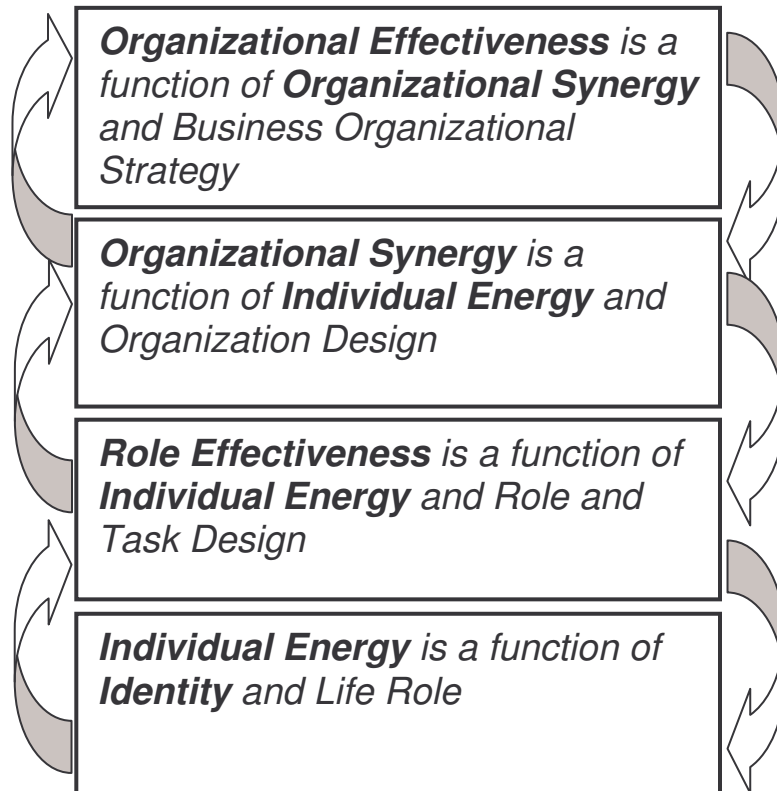 Organizational Effectiveness is a
function of Organizational Synergy
and Business Organizational
Strategy
Organizational Synergy is a
function of Individual Energy and
Organization Design
Role Effectiveness is a function of
Individual Energy and Role and
Task Design
Individual Energy is a function of
Identity and Life Role